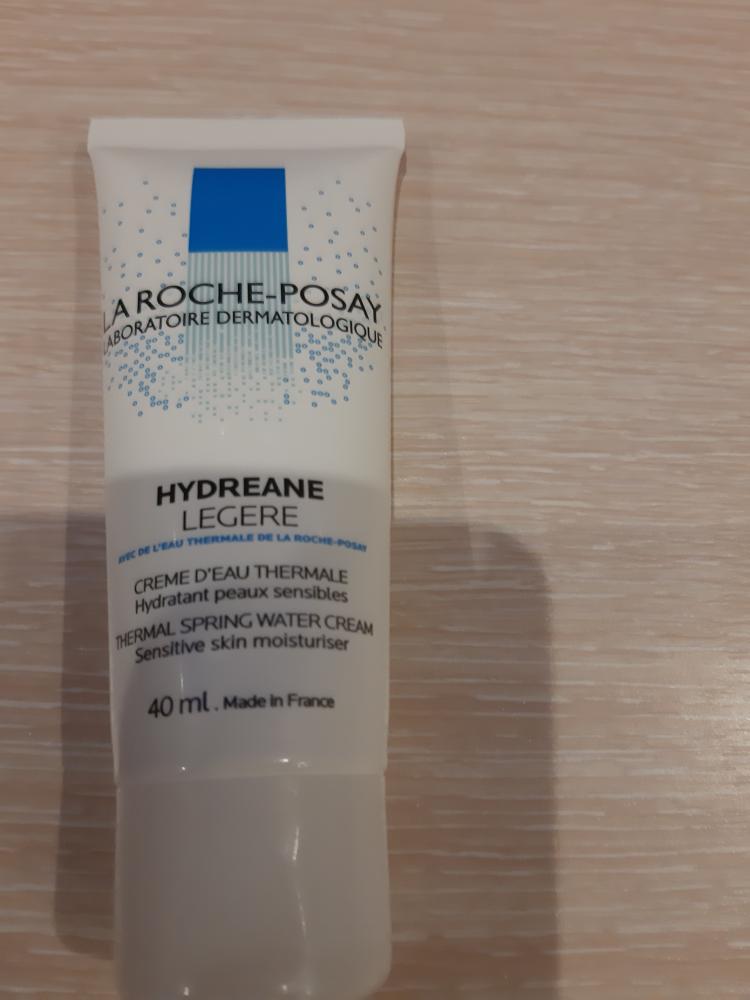 LA ROCHE-POSAY
LABORATOIRE DERMATOLOGIQUE
HYDREANE
LEGERE
AVEC DE L'EAU THERMALE DE LA ROCHE-POSAY
CREME D'EAU THERMALE
Hydratant peaux sensibles
THERMAL SPRING WATER CREAM
Sensitive skin moisturiser
40 ml . Made in France